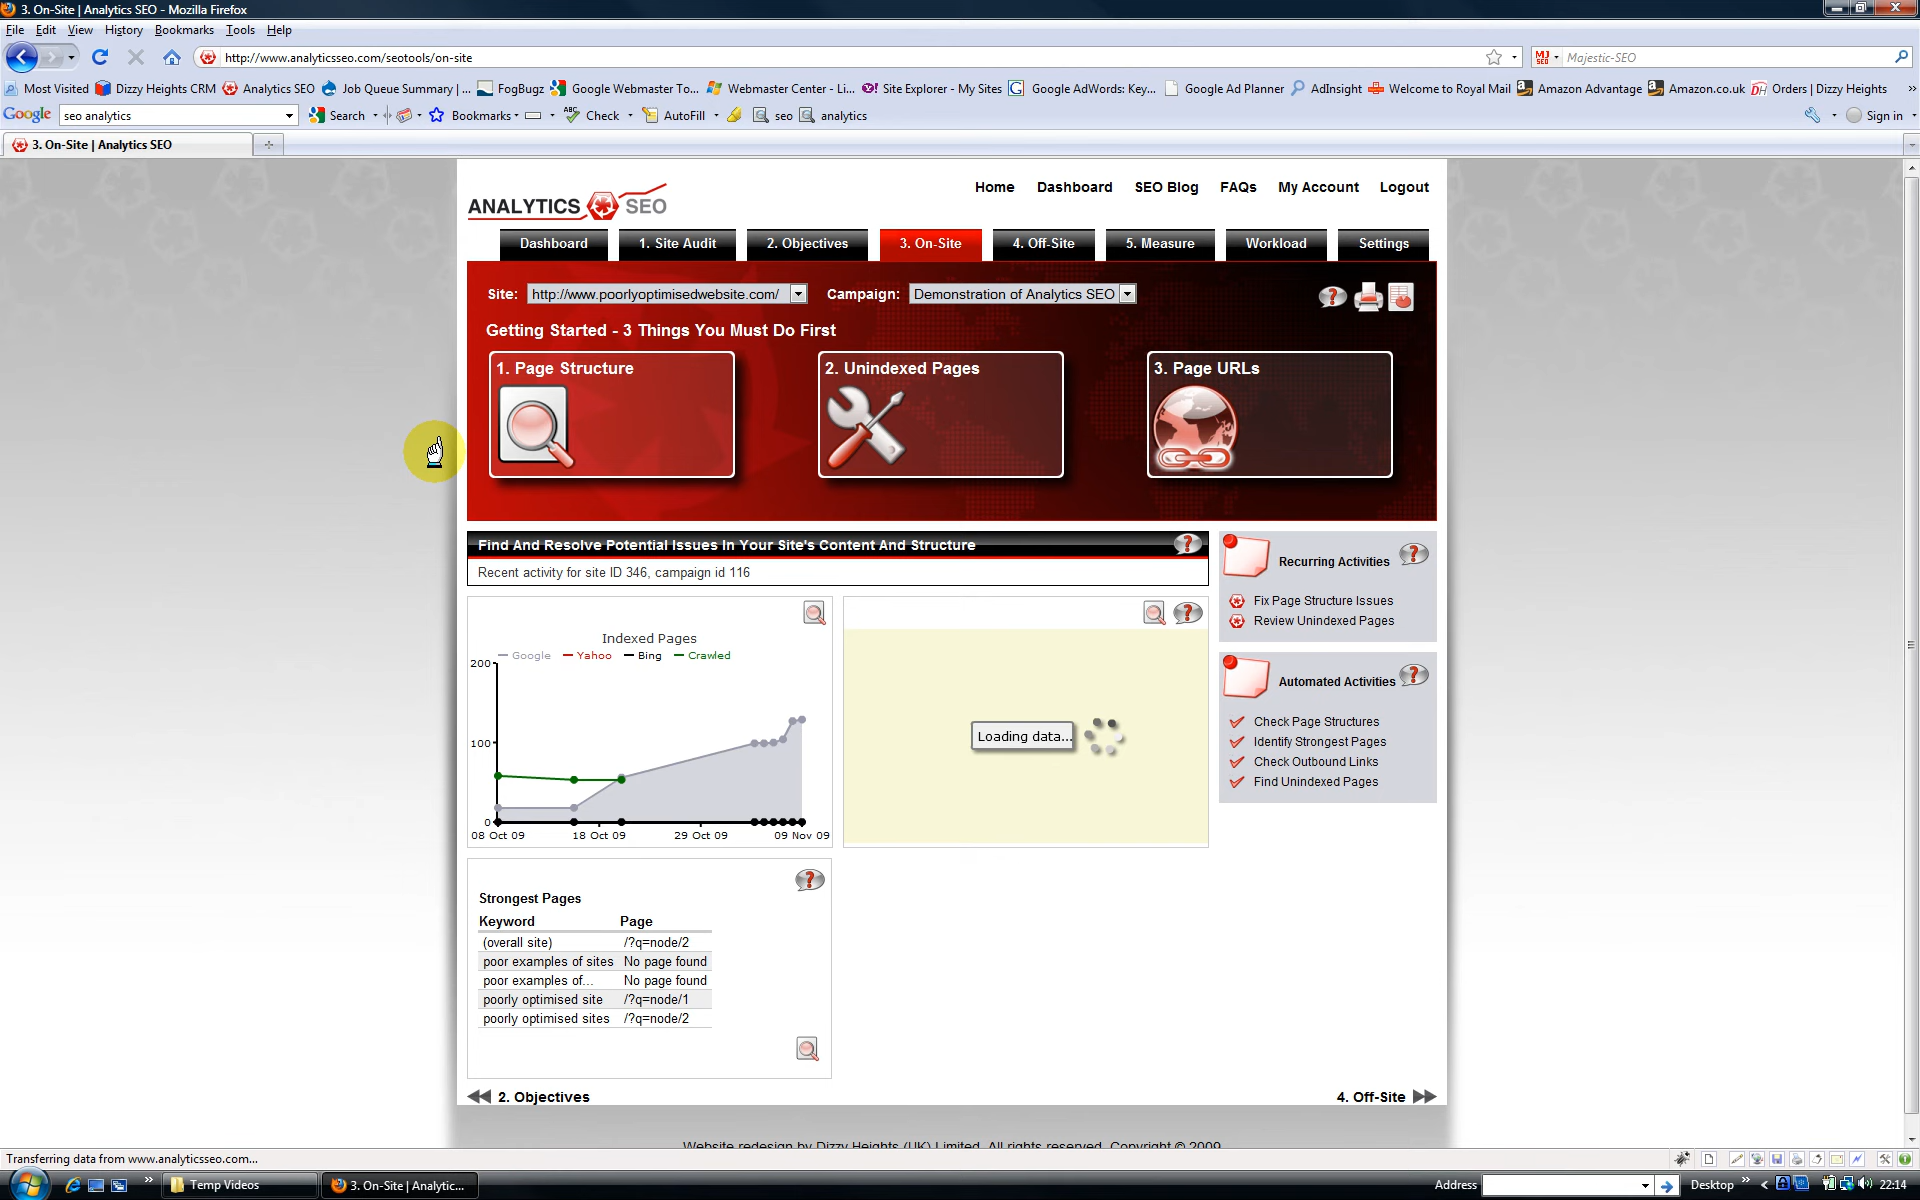 3. On-Site | Analytics SEO - Mozilla Firefox
File Edit View History Bookmarks Tools Help
http://www.analyticsseo.com/seotools/on-site
MJ SEO Majestic-SEO
Most Visited Dizzy Heights CRM Analytics SEO Job Queue Summary | ... FogBugz Google Webmaster To... Webmaster Center - Li... Site Explorer - My Sites Google AdWords: Key... Google Ad Planner AdInsight Welcome to Royal Mail Amazon Advantage Amazon.co.uk Orders | Dizzy Heights
Google seo analytics Search Bookmarks ABC Check AutoFill seo analytics Sign in
3. On-Site | Analytics SEO
Home Dashboard SEO Blog FAQs My Account Logout
ANALYTICS SEO
Dashboard 1. Site Audit 2. Objectives 3. On-Site 4. Off-Site 5. Measure Workload Settings
Site: http://www.poorlyoptimisedwebsite.com/ Campaign: Demonstration of Analytics SEO
Getting Started - 3 Things You Must Do First
1. Page Structure 2. Unindexed Pages 3. Page URLs
Find And Resolve Potential Issues In Your Site's Content And Structure
Recent activity for site ID 346, campaign id 116
Recurring Activities
Fix Page Structure Issues
Review Unindexed Pages
Automated Activities
Check Page Structures
Identify Strongest Pages
Check Outbound Links
Find Unindexed Pages
Indexed Pages
Google Yahoo Bing Crawled
200
100
0
08 Oct 09 18 Oct 09 29 Oct 09 09 Nov 09
Loading data...
Strongest Pages
Keyword Page
(overall site) /?q=node/2
poor examples of sites No page found
poor examples of... No page found
poorly optimised site /?q=node/1
poorly optimised sites /?q=node/2
2. Objectives 4. Off-Site
Website redesign by Dizzy Heights (UK) Limited. All rights reserved. Copyright © 2009
Transferring data from www.analyticsseo.com...
Temp Videos 3. On-Site | Analytic... Address Desktop 22:14